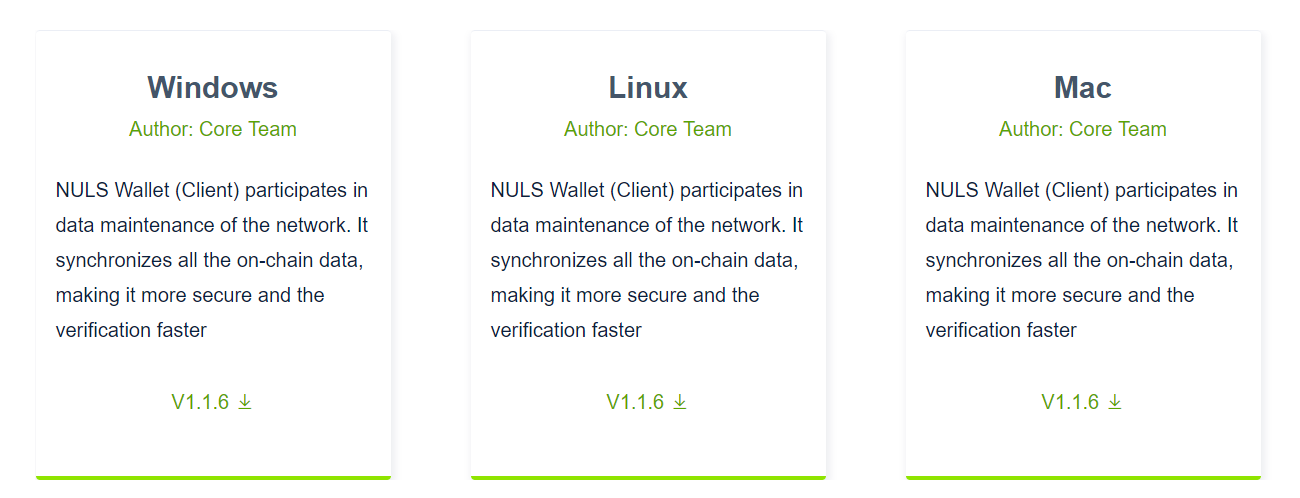 Windows
Author: Core Team
NULS Wallet (Client) participates in
data maintenance of the network. It
synchronizes all the on-chain data,
making it more secure and the
verification faster
V1.1.6
Linux
Author: Core Team
NULS Wallet (Client) participates in
data maintenance of the network. It
synchronizes all the on-chain data,
making it more secure and the
verification faster
V1.1.6
Mac
Author: Core Team
NULS Wallet (Client) participates in
data maintenance of the network. It
synchronizes all the on-chain data,
making it more secure and the
verification faster
V1.1.6